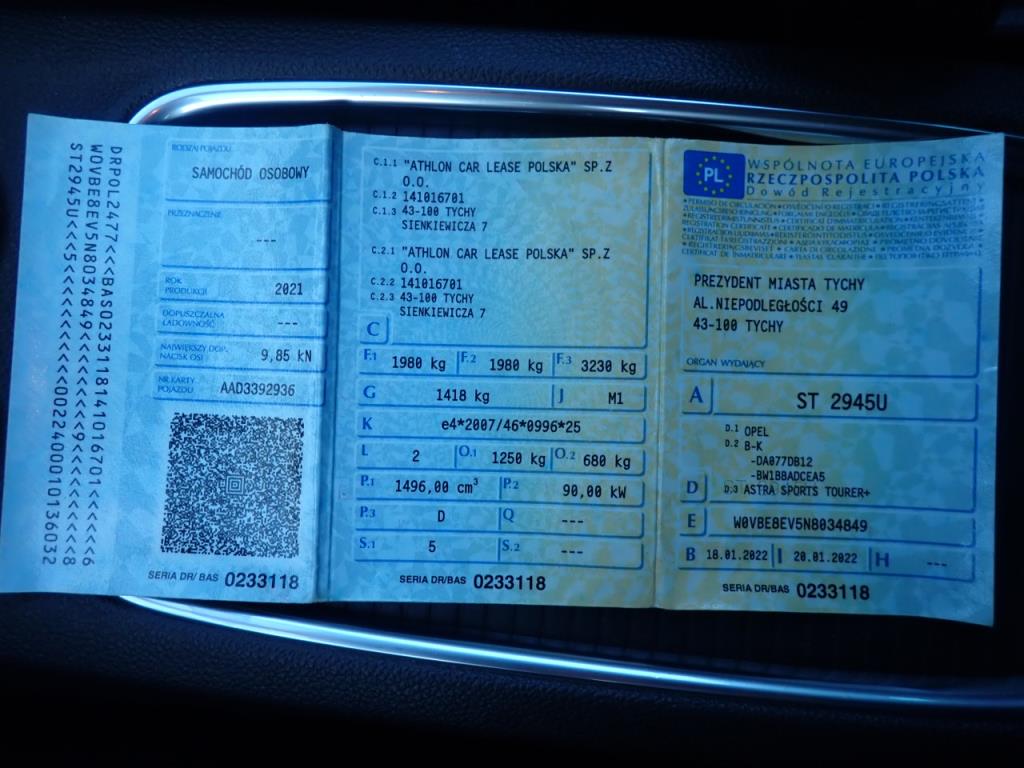 DRPOL2477<<<BAS0233118141016701<<<<<<6
W0VBE8EV5N8034849<<<<<<<<<9<<<<<<<<<<8
RODZAJ POJAZDU
SAMOCHÓD OSOBOWY
PRZEZNACZENIE
---
ROK PRODUKCJI 2021
DOPUSZCZALNA ŁADOWNOŚĆ ---
NAJWIĘKSZY DOP. NACISK OSI 9,85 kN
NR KARTY POJAZDU AAD3392936
SERIA DR/BAS 0233118
C.1.1 "ATHLON CAR LEASE POLSKA" SP.Z
O.O.
C.1.2 141016701
C.1.3 43-100 TYCHY
SIENKIEWICZA 7
C.2.1 "ATHLON CAR LEASE POLSKA" SP.Z
O.O.
C.2.2 141016701
C.2.3 43-100 TYCHY
SIENKIEWICZA 7
C
F.1 1980 kg F.2 1980 kg F.3 3230 kg
G 1418 kg J M1
K e4*2007/46*0996*25
L 2 O.1 1250 kg O.2 680 kg
P.1 1496,00 cm³ P.2 90,00 kW
P.3 D Q ---
S.1 5 S.2 ---
SERIA DR/BAS 0233118
PL
WSPÓLNOTA EUROPEJSKA
RZECZPOSPOLITA POLSKA
Dowód Rejestracyjny
PREZYDENT MIASTA TYCHY
AL.NIEPODLEGŁOŚCI 49
43-100 TYCHY
ORGAN WYDAJĄCY
A ST 2945U
D.1 OPEL
D.2 B-K
-DA077DB12
-BW1B8ADCEA5
D D.3 ASTRA SPORTS TOURER+
E W0VBE8EV5N8034849
B 18.01.2022 I 20.01.2022 H ---
SERIA DR/BAS 0233118